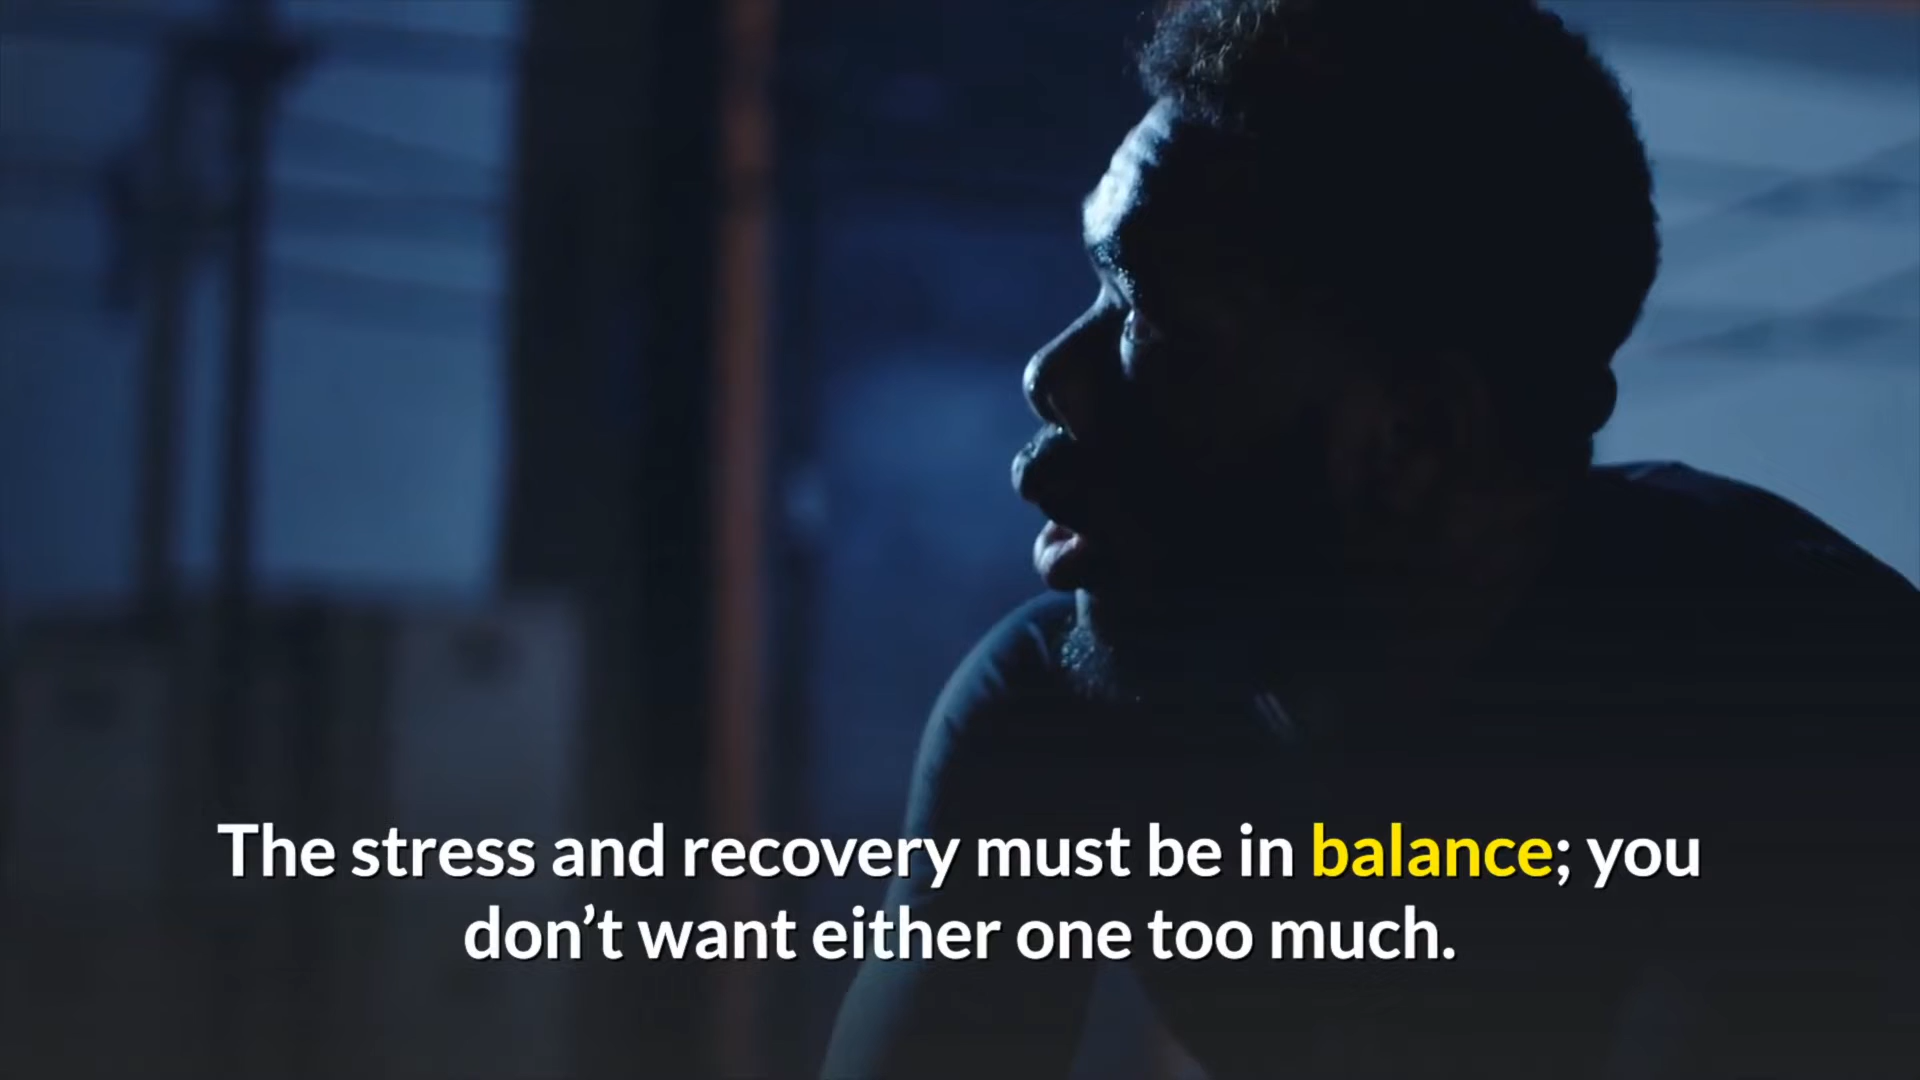 The stress and recovery must be in balance; you
don’t want either one too much.